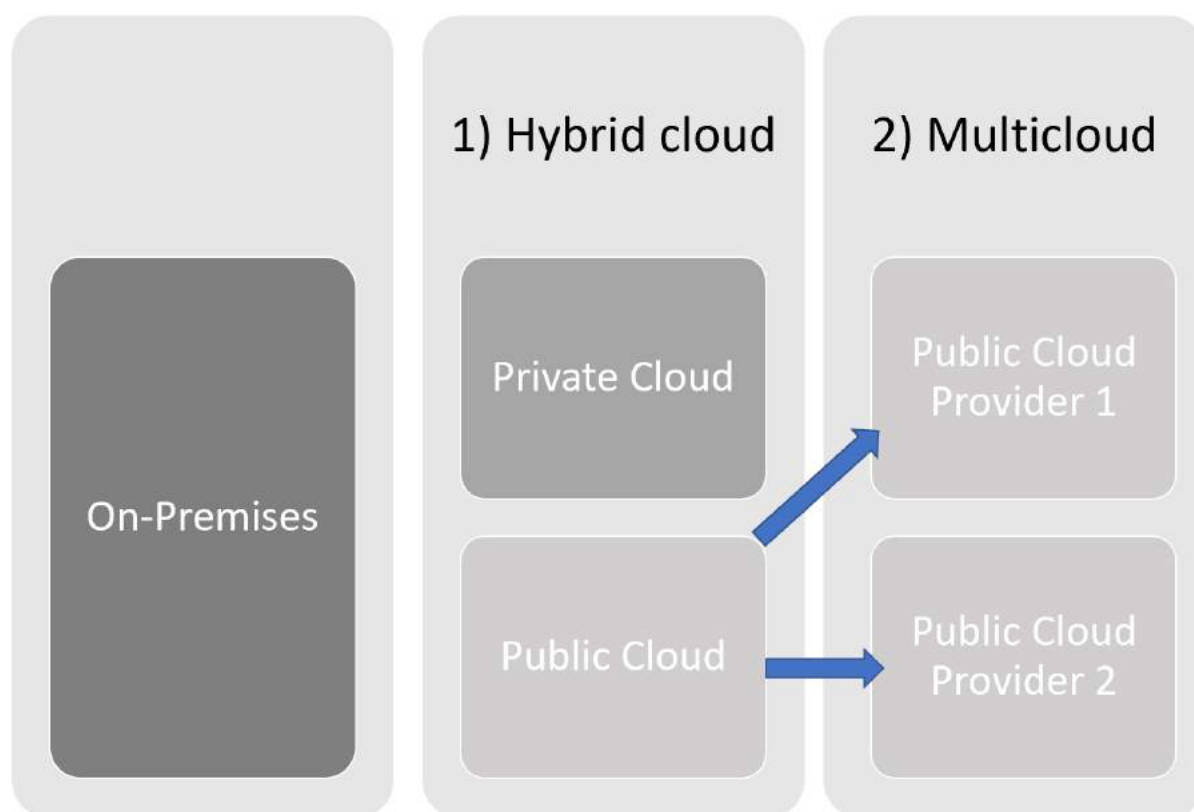 On-Premises
1) Hybrid cloud
Private Cloud
Public Cloud
2) Multicloud
Public Cloud
Provider 1
Public Cloud
Provider 2